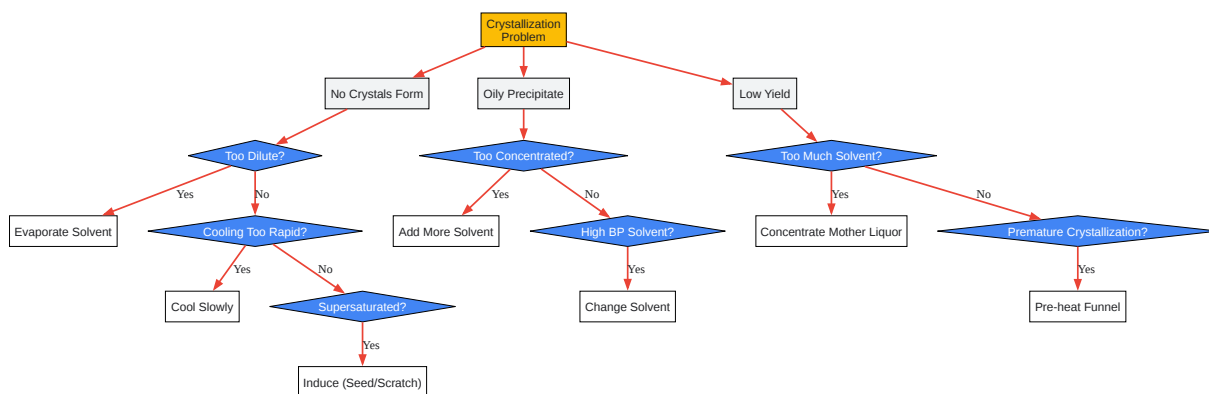 Crystallization
Problem
No Crystals Form
Oily Precipitate
Low Yield
Too Dilute?
Too Concentrated?
Too Much Solvent?
Yes
No
Yes
No
Yes
No
Evaporate Solvent
Cooling Too Rapid?
Add More Solvent
High BP Solvent?
Concentrate Mother Liquor
Premature Crystallization?
Yes
No
Yes
Yes
Cool Slowly
Supersaturated?
Change Solvent
Pre-heat Funnel
Yes
Induce (Seed/Scratch)